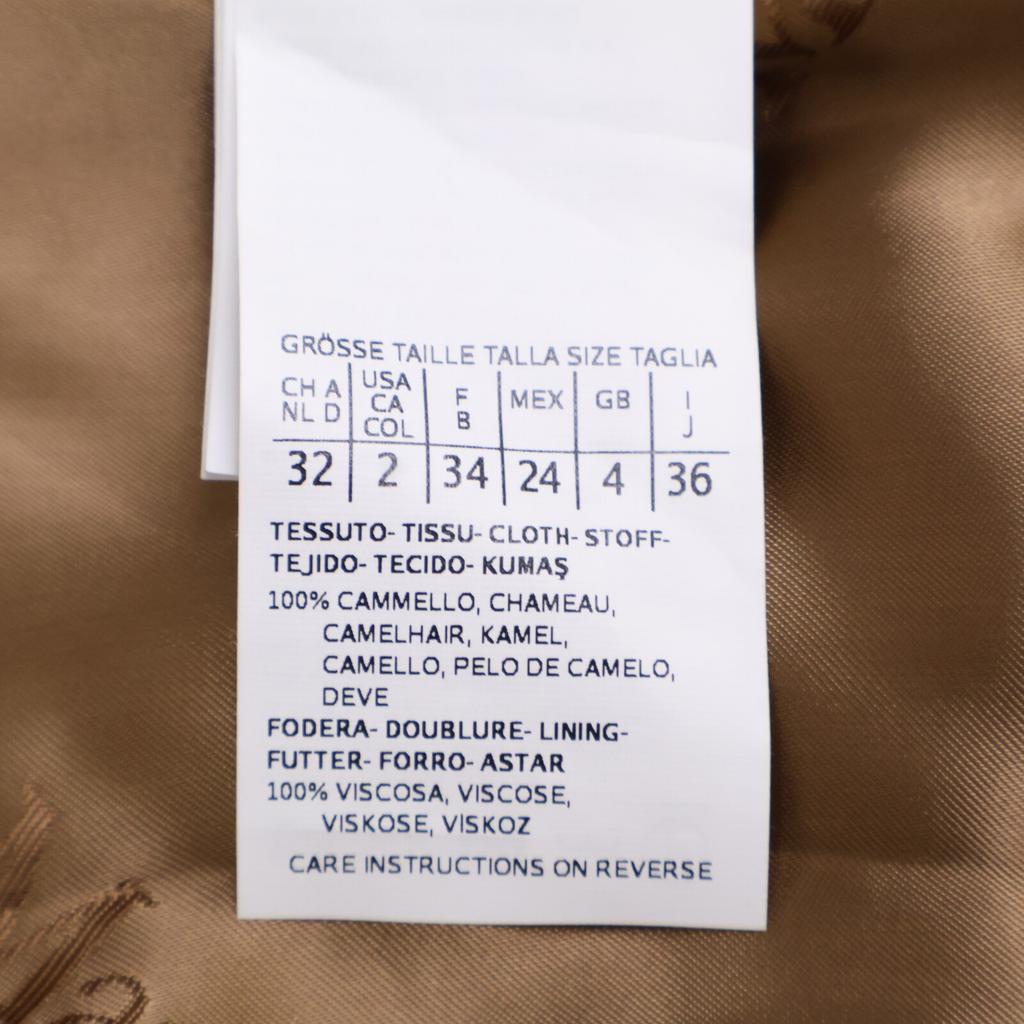 GRÖSSE TAILLE TALLA SIZE TAGLIA
CH A NL D | USA CA COL | F B | MEX | GB | I J
32 | 2 | 34 | 24 | 4 | 36
TESSUTO- TISSU- CLOTH- STOFF-
TEJIDO- TECIDO- KUMAŞ
100% CAMMELLO, CHAMEAU,
CAMELHAIR, KAMEL,
CAMELLO, PELO DE CAMELO,
DEVE
FODERA- DOUBLURE- LINING-
FUTTER- FORRO- ASTAR
100% VISCOSA, VISCOSE,
VISKOSE, VISKOZ
CARE INSTRUCTIONS ON REVERSE